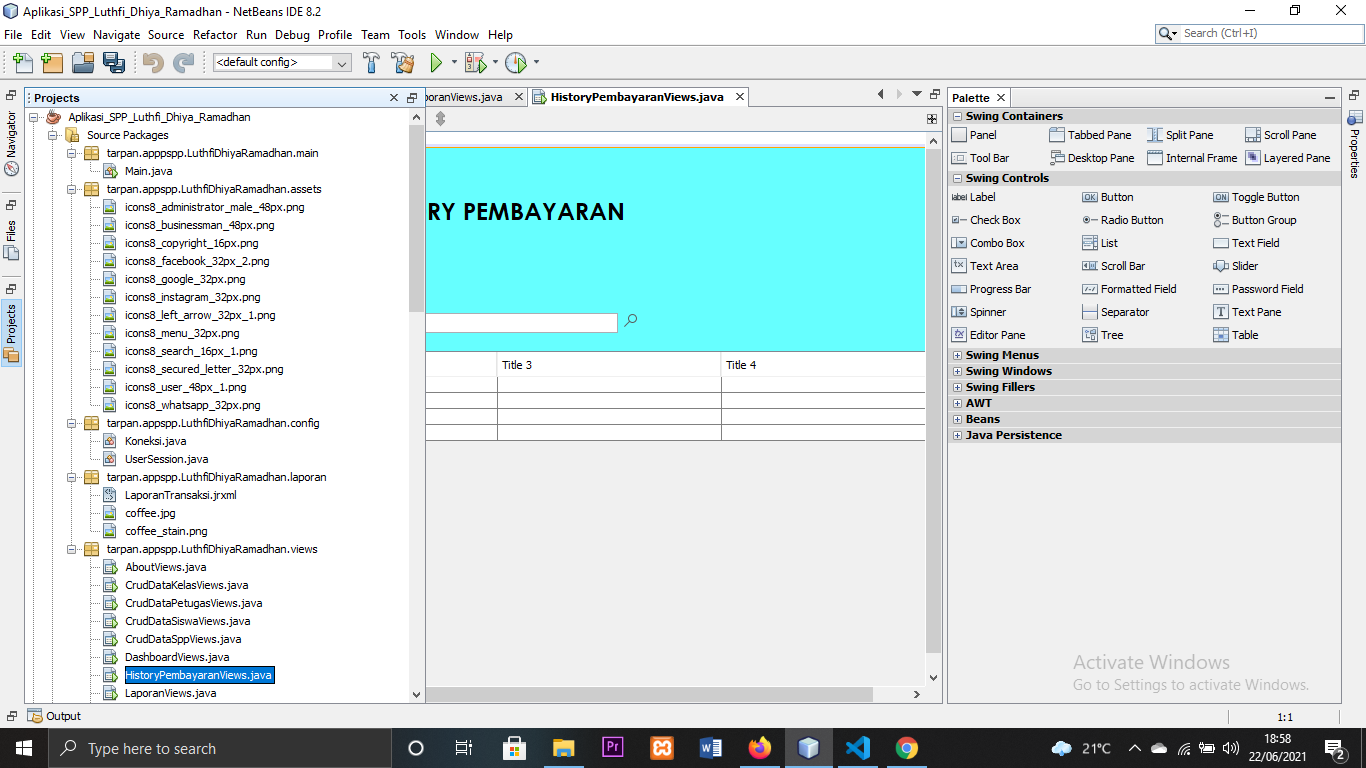 Aplikasi_SPP_Luthfi_Dhiya_Ramadhan - NetBeans IDE 8.2
File Edit View Navigate Source Refactor Run Debug Profile Team Tools Window Help
Search (Ctrl+I)
<default config>
Navigator
Files
Projects
Projects
Aplikasi_SPP_Luthfi_Dhiya_Ramadhan
Source Packages
tarpan.apppspp.LuthfiDhiyaRamadhan.main
Main.java
tarpan.appspp.LuthfiDhiyaRamadhan.assets
icons8_administrator_male_48px.png
icons8_businessman_48px.png
icons8_copyright_16px.png
icons8_facebook_32px_2.png
icons8_google_32px.png
icons8_instagram_32px.png
icons8_left_arrow_32px_1.png
icons8_menu_32px.png
icons8_search_16px_1.png
icons8_secured_letter_32px.png
icons8_user_48px_1.png
icons8_whatsapp_32px.png
tarpan.appspp.LuthfiDhiyaRamadhan.config
Koneksi.java
UserSession.java
tarpan.appspp.LuthfiDhiyaRamadhan.laporan
LaporanTransaksi.jrxml
coffee.jpg
coffee_stain.png
tarpan.appspp.LuthfiDhiyaRamadhan.views
AboutViews.java
CrudDataKelasViews.java
CrudDataPetugasViews.java
CrudDataSiswaViews.java
CrudDataSppViews.java
DashboardViews.java
HistoryPembayaranViews.java
LaporanViews.java
poranViews.java HistoryPembayaranViews.java
RY PEMBAYARAN
Title 3 Title 4
Palette
Swing Containers
Panel Tabbed Pane Split Pane Scroll Pane
Tool Bar Desktop Pane Internal Frame Layered Pane
Swing Controls
Label Button Toggle Button
Check Box Radio Button Button Group
Combo Box List Text Field
Text Area Scroll Bar Slider
Progress Bar Formatted Field Password Field
Spinner Separator Text Pane
Editor Pane Tree Table
Swing Menus
Swing Windows
Swing Fillers
AWT
Beans
Java Persistence
Properties
Activate Windows
Go to Settings to activate Windows.
Output
1:1
Type here to search
21°C
18:58
22/06/2021
2